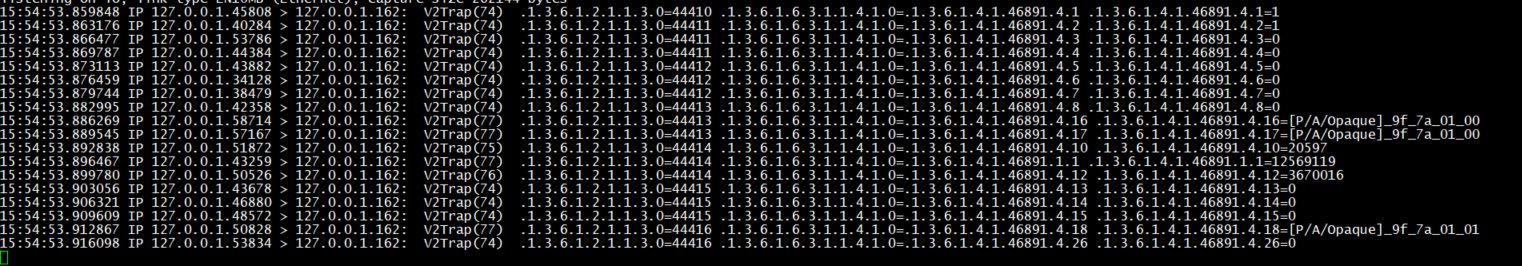 15:54:53.859848 IP 127.0.0.1.45808 > 127.0.0.1.162:  V2Trap(74)  .1.3.6.1.2.1.1.3.0=44410 .1.3.6.1.6.3.1.1.4.1.0=.1.3.6.1.4.1.46891.4.1 .1.3.6.1.4.1.46891.4.1=1
15:54:53.863176 IP 127.0.0.1.40284 > 127.0.0.1.162:  V2Trap(74)  .1.3.6.1.2.1.1.3.0=44411 .1.3.6.1.6.3.1.1.4.1.0=.1.3.6.1.4.1.46891.4.2 .1.3.6.1.4.1.46891.4.2=1
15:54:53.866477 IP 127.0.0.1.53786 > 127.0.0.1.162:  V2Trap(74)  .1.3.6.1.2.1.1.3.0=44411 .1.3.6.1.6.3.1.1.4.1.0=.1.3.6.1.4.1.46891.4.3 .1.3.6.1.4.1.46891.4.3=0
15:54:53.869787 IP 127.0.0.1.44384 > 127.0.0.1.162:  V2Trap(74)  .1.3.6.1.2.1.1.3.0=44411 .1.3.6.1.6.3.1.1.4.1.0=.1.3.6.1.4.1.46891.4.4 .1.3.6.1.4.1.46891.4.4=0
15:54:53.873113 IP 127.0.0.1.43882 > 127.0.0.1.162:  V2Trap(74)  .1.3.6.1.2.1.1.3.0=44412 .1.3.6.1.6.3.1.1.4.1.0=.1.3.6.1.4.1.46891.4.5 .1.3.6.1.4.1.46891.4.5=0
15:54:53.876459 IP 127.0.0.1.34128 > 127.0.0.1.162:  V2Trap(74)  .1.3.6.1.2.1.1.3.0=44412 .1.3.6.1.6.3.1.1.4.1.0=.1.3.6.1.4.1.46891.4.6 .1.3.6.1.4.1.46891.4.6=0
15:54:53.879744 IP 127.0.0.1.38479 > 127.0.0.1.162:  V2Trap(74)  .1.3.6.1.2.1.1.3.0=44412 .1.3.6.1.6.3.1.1.4.1.0=.1.3.6.1.4.1.46891.4.7 .1.3.6.1.4.1.46891.4.7=0
15:54:53.882995 IP 127.0.0.1.42358 > 127.0.0.1.162:  V2Trap(74)  .1.3.6.1.2.1.1.3.0=44413 .1.3.6.1.6.3.1.1.4.1.0=.1.3.6.1.4.1.46891.4.8 .1.3.6.1.4.1.46891.4.8=0
15:54:53.886269 IP 127.0.0.1.58714 > 127.0.0.1.162:  V2Trap(77)  .1.3.6.1.2.1.1.3.0=44413 .1.3.6.1.6.3.1.1.4.1.0=.1.3.6.1.4.1.46891.4.16 .1.3.6.1.4.1.46891.4.16=[P/A/Opaque]_9f_7a_01_00
15:54:53.889545 IP 127.0.0.1.57167 > 127.0.0.1.162:  V2Trap(77)  .1.3.6.1.2.1.1.3.0=44413 .1.3.6.1.6.3.1.1.4.1.0=.1.3.6.1.4.1.46891.4.17 .1.3.6.1.4.1.46891.4.17=[P/A/Opaque]_9f_7a_01_00
15:54:53.892838 IP 127.0.0.1.51872 > 127.0.0.1.162:  V2Trap(75)  .1.3.6.1.2.1.1.3.0=44414 .1.3.6.1.6.3.1.1.4.1.0=.1.3.6.1.4.1.46891.4.10 .1.3.6.1.4.1.46891.4.10=20597
15:54:53.896467 IP 127.0.0.1.43259 > 127.0.0.1.162:  V2Trap(77)  .1.3.6.1.2.1.1.3.0=44414 .1.3.6.1.6.3.1.1.4.1.0=.1.3.6.1.4.1.46891.1.1 .1.3.6.1.4.1.46891.1.1=12569119
15:54:53.899780 IP 127.0.0.1.50526 > 127.0.0.1.162:  V2Trap(76)  .1.3.6.1.2.1.1.3.0=44414 .1.3.6.1.6.3.1.1.4.1.0=.1.3.6.1.4.1.46891.4.12 .1.3.6.1.4.1.46891.4.12=3670016
15:54:53.903056 IP 127.0.0.1.43678 > 127.0.0.1.162:  V2Trap(74)  .1.3.6.1.2.1.1.3.0=44415 .1.3.6.1.6.3.1.1.4.1.0=.1.3.6.1.4.1.46891.4.13 .1.3.6.1.4.1.46891.4.13=0
15:54:53.906321 IP 127.0.0.1.46880 > 127.0.0.1.162:  V2Trap(74)  .1.3.6.1.2.1.1.3.0=44415 .1.3.6.1.6.3.1.1.4.1.0=.1.3.6.1.4.1.46891.4.14 .1.3.6.1.4.1.46891.4.14=0
15:54:53.909609 IP 127.0.0.1.48572 > 127.0.0.1.162:  V2Trap(74)  .1.3.6.1.2.1.1.3.0=44415 .1.3.6.1.6.3.1.1.4.1.0=.1.3.6.1.4.1.46891.4.15 .1.3.6.1.4.1.46891.4.15=0
15:54:53.912867 IP 127.0.0.1.50828 > 127.0.0.1.162:  V2Trap(77)  .1.3.6.1.2.1.1.3.0=44416 .1.3.6.1.6.3.1.1.4.1.0=.1.3.6.1.4.1.46891.4.18 .1.3.6.1.4.1.46891.4.18=[P/A/Opaque]_9f_7a_01_01
15:54:53.916098 IP 127.0.0.1.53834 > 127.0.0.1.162:  V2Trap(74)  .1.3.6.1.2.1.1.3.0=44416 .1.3.6.1.6.3.1.1.4.1.0=.1.3.6.1.4.1.46891.4.26 .1.3.6.1.4.1.46891.4.26=0